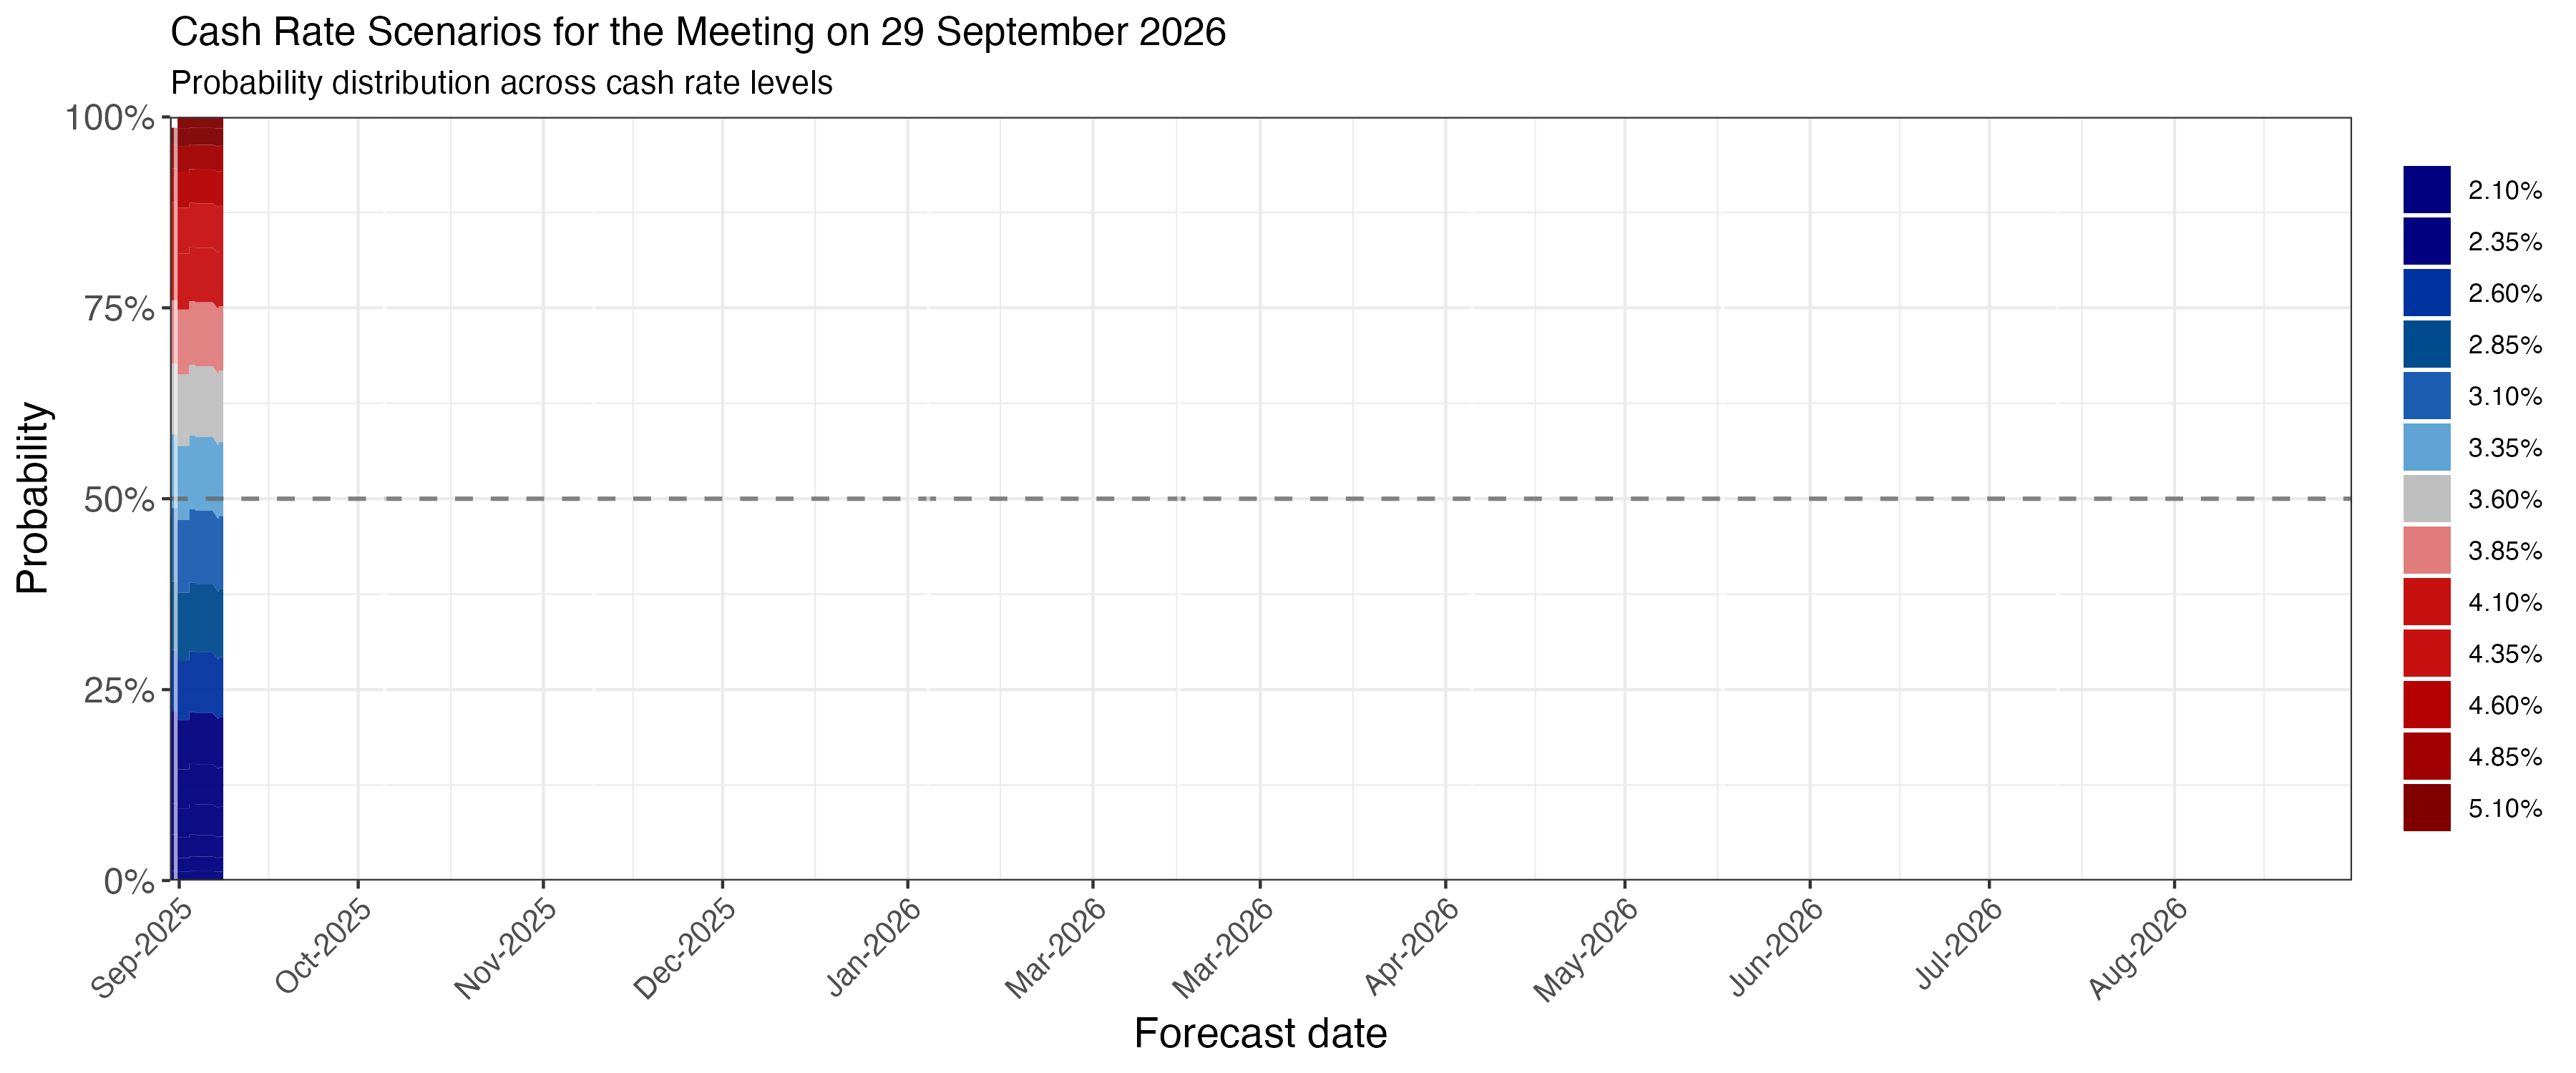 Cash Rate Scenarios for the Meeting on 29 September 2026
Probability distribution across cash rate levels
Probability
100%
75%
50%
25%
0%
Sep-2025
Oct-2025
Nov-2025
Dec-2025
Jan-2026
Mar-2026
Mar-2026
Apr-2026
May-2026
Jun-2026
Jul-2026
Aug-2026
Forecast date
2.10%
2.35%
2.60%
2.85%
3.10%
3.35%
3.60%
3.85%
4.10%
4.35%
4.60%
4.85%
5.10%